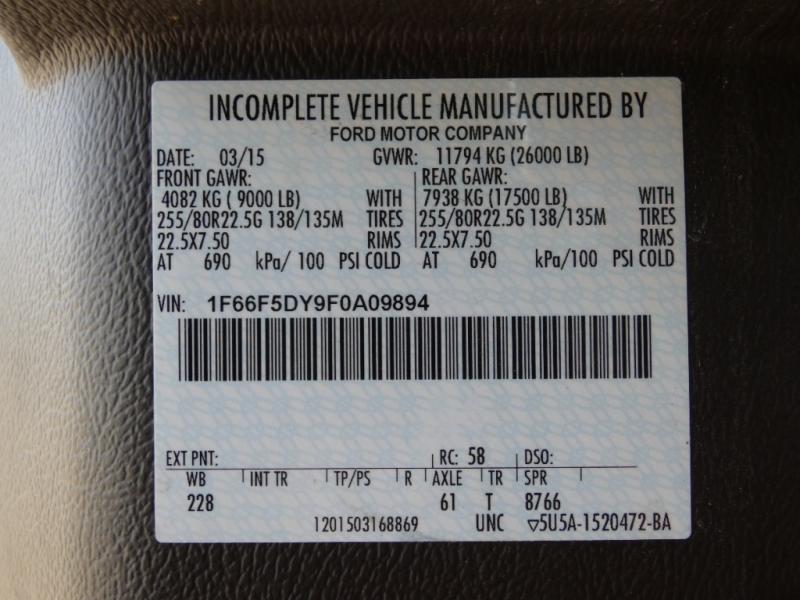 INCOMPLETE VEHICLE MANUFACTURED BY
FORD MOTOR COMPANY
DATE: 03/15 GVWR: 11794 KG (26000 LB)
FRONT GAWR: REAR GAWR:
4082 KG ( 9000 LB) WITH 7938 KG (17500 LB) WITH
255/80R22.5G 138/135M TIRES 255/80R22.5G 138/135M TIRES
22.5X7.50 RIMS 22.5X7.50 RIMS
AT 690 kPa/ 100 PSI COLD AT 690 kPa/100 PSI COLD
VIN: 1F66F5DY9F0A09894
EXT PNT: RC: 58 DSO:
WB INT TR TP/PS R AXLE TR SPR
228 61 T 8766
1201503168869 UNC ▽5U5A-1520472-BA